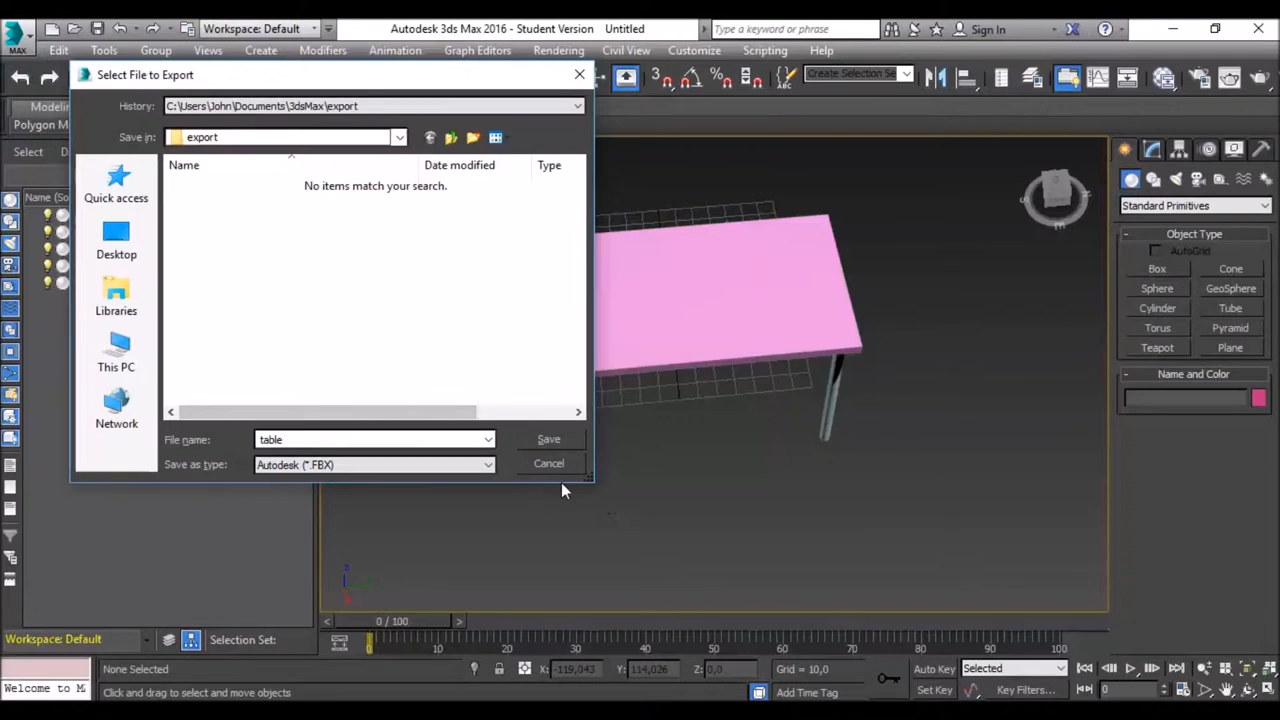 Workspace: Default
Autodesk 3ds Max 2016 - Student Version Untitled
Type a keyword or phrase
Sign In
MAX
Edit Tools Group Views Create Modifiers Animation Graph Editors Rendering Civil View Customize Scripting Help
Select File to Export
Create Selection Se
History: C:\Users\John\Documents\3dsMax\export
Save in: export
Name Date modified Type
No items match your search.
Quick access
Desktop
Libraries
This PC
Network
File name: table Save
Save as type: Autodesk (*.FBX) Cancel
Polygon M
Select
Name (So
Standard Primitives
Object Type
AutoGrid
Box Cone
Sphere GeoSphere
Cylinder Tube
Torus Pyramid
Teapot Plane
Name and Color
0 / 100
Workspace: Default
Selection Set:
0 10 20 30 40 50 60 70 80 90 100
None Selected X: -119,043 Y: 114,026 Z: 0,0 Grid = 10,0 Auto Key Selected
Welcome to M
Click and drag to select and move objects Add Time Tag Set Key Key Filters... 0